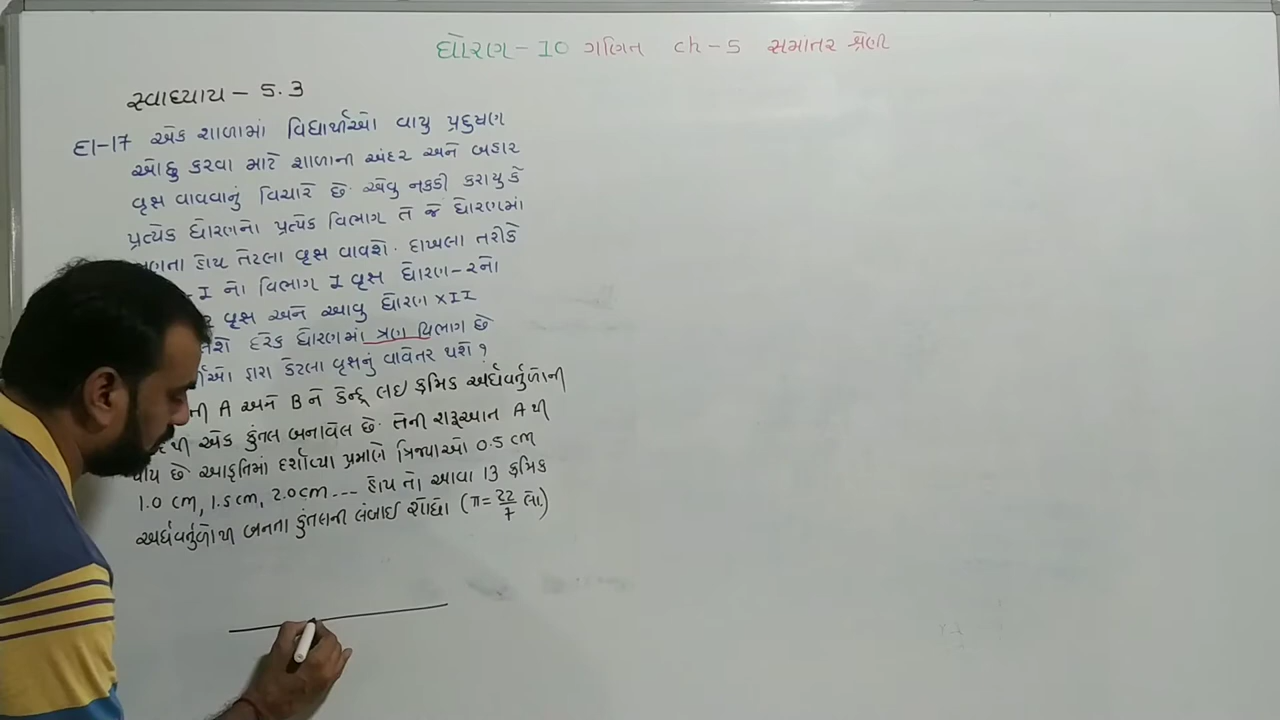 ધોરણ - 10 ગણિત ch - 5 સમાંતર શ્રેણી
સ્વાધ્યાય - 5.3
દા-17 એક શાળામાં વિદ્યાર્થીઓ વાયુ પ્રદુષણ
ઓછુ કરવા માટે શાળાની અંદર અને બહાર
વૃક્ષ વાવવાનું વિચારે છે. એવુ નક્કી કરાયુ કે
પ્રત્યેક ધોરણનો પ્રત્યેક વિભાગ તે જે ધોરણમાં
હોય તેટલા વૃક્ષ વાવશે. દાખલા તરીકે
- I નો વિભાગ 1 વૃક્ષ ધોરણ-2નો
વૃક્ષ અને આવુ ધોરણ XII
દરેક ધોરણમાં ત્રણ વિભાગ છે
દ્વારા કેટલા વૃક્ષનું વાવેતર થશે ?
A અને B ને કેન્દ્ર લઇ ક્રમિક અર્ધવર્તુળોની
એક કુંતલ બનાવેલ છે. તેની શરૂઆત A થી
થાય છે આકૃતિમાં દર્શાવ્યા પ્રમાણે ત્રિજ્યાઓ 0.5 cm
1.0 cm, 1.5 cm, 2.0 cm --- હોય તો આવા 13 ક્રમિક
અર્ધવર્તુળોથી બનતા કુંતલની લંબાઈ શોધો (π = 22/7 લો.)